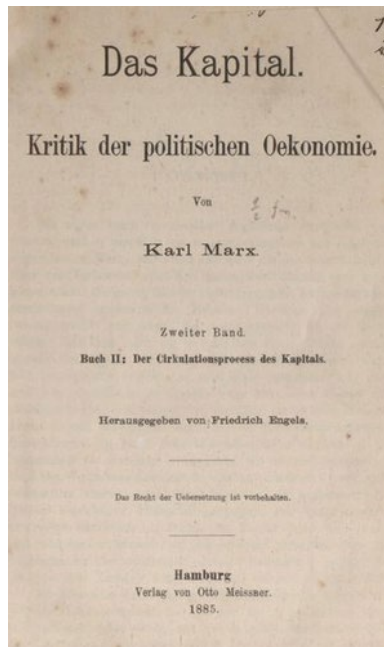 Das Kapital.
Kritik der politischen Oekonomie.
Von
Karl Marx.
Zweiter Band.
Buch II: Der Cirkulationsprocess des Kapitals.
Herausgegeben von Friedrich Engels.
Das Recht der Uebersetzung ist vorbehalten.
Hamburg
Verlag von Otto Meissner.
1885.